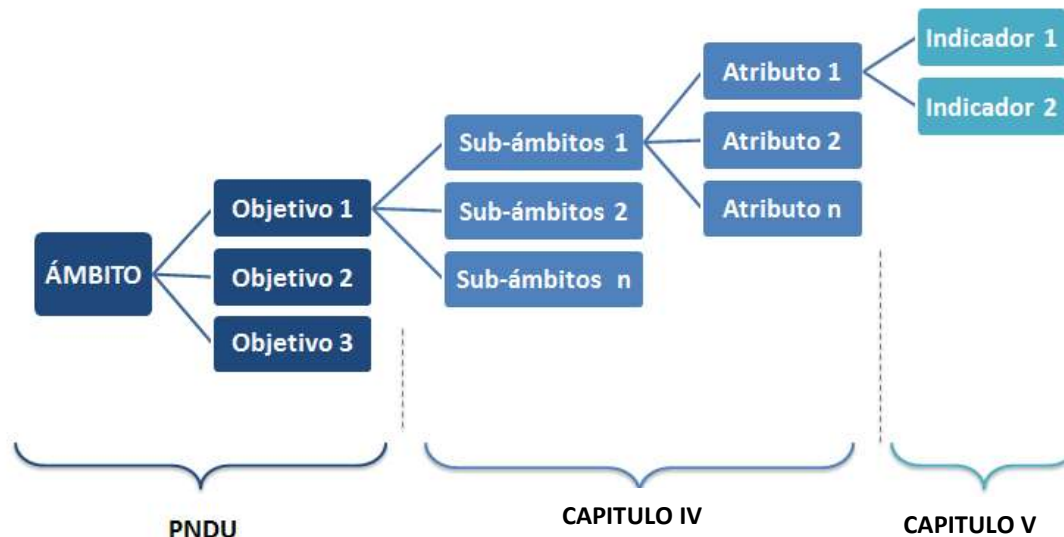 ÁMBITO
Objetivo 1
Objetivo 2
Objetivo 3
Sub-ámbitos 1
Sub-ámbitos 2
Sub-ámbitos n
Atributo 1
Atributo 2
Atributo n
Indicador 1
Indicador 2
PNDU
CAPITULO IV
CAPITULO V